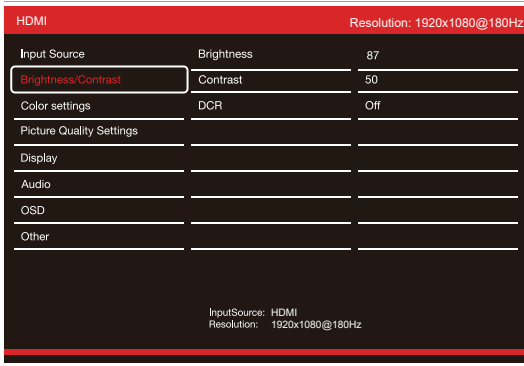 HDMI Resolution: 1920x1080@180Hz
Input Source Brightness 87
Brightness/Contrast Contrast 50
Color settings DCR Off
Picture Quality Settings
Display
Audio
OSD
Other
InputSource: HDMI
Resolution: 1920x1080@180Hz